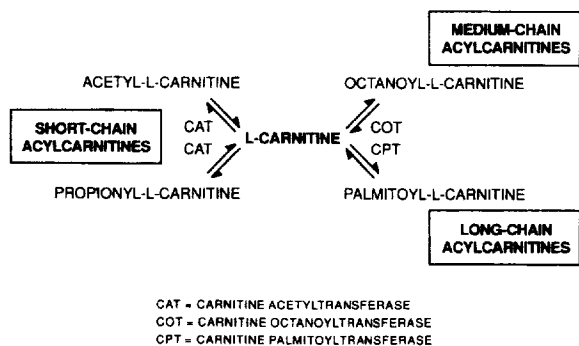 MEDIUM-CHAIN
ACYLCARNITINES
ACETYL-L-CARNITINE
OCTANOYL-L-CARNITINE
SHORT-CHAIN
ACYLCARNITINES
CAT
CAT
L-CARNITINE
COT
CPT
PROPIONYL-L-CARNITINE
PALMITOYL-L-CARNITINE
LONG-CHAIN
ACYLCARNITINES
CAT = CARNITINE ACETYLTRANSFERASE
COT = CARNITINE OCTANOYLTRANSFERASE
CPT = CARNITINE PALMITOYLTRANSFERASE